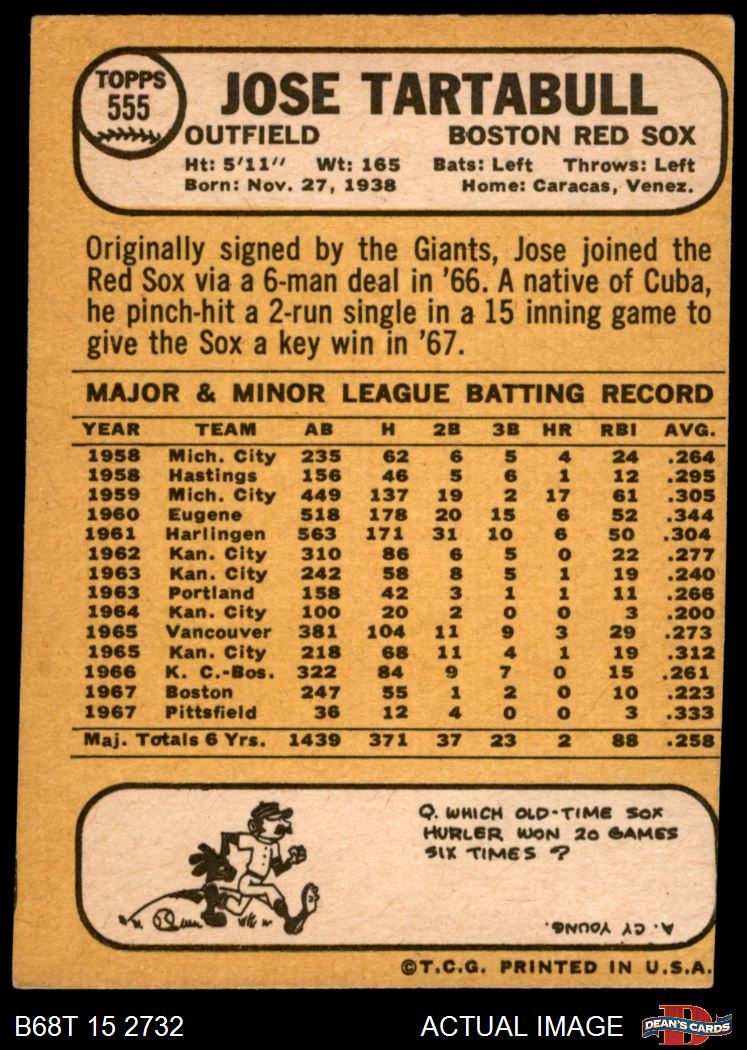 TOPPS
555
JOSE TARTABULL
OUTFIELD BOSTON RED SOX
Ht: 5'11" Wt: 165 Bats: Left Throws: Left
Born: Nov. 27, 1938 Home: Caracas, Venez.
Originally signed by the Giants, Jose joined the
Red Sox via a 6-man deal in '66. A native of Cuba,
he pinch-hit a 2-run single in a 15 inning game to
give the Sox a key win in '67.
MAJOR & MINOR LEAGUE BATTING RECORD
YEAR TEAM AB H 2B 3B HR RBI AVG.
1958 Mich. City 235 62 6 5 4 24 .264
1958 Hastings 156 46 5 6 1 12 .295
1959 Mich. City 449 137 19 2 17 61 .305
1960 Eugene 518 178 20 15 6 52 .344
1961 Harlingen 563 171 31 10 6 50 .304
1962 Kan. City 310 86 6 5 0 22 .277
1963 Kan. City 242 58 8 5 1 19 .240
1963 Portland 158 42 3 1 1 11 .266
1964 Kan. City 100 20 2 0 0 3 .200
1965 Vancouver 381 104 11 9 3 29 .273
1965 Kan. City 218 68 11 4 1 19 .312
1966 K. C.-Bos. 322 84 9 7 0 15 .261
1967 Boston 247 55 1 2 0 10 .223
1967 Pittsfield 36 12 4 0 0 3 .333
Maj. Totals 6 Yrs. 1439 371 37 23 2 88 .258
Q. WHICH OLD-TIME SOX
HURLER WON 20 GAMES
SIX TIMES ?
A. CY YOUNG.
©T.C.G. PRINTED IN U.S.A.
B68T 15 2732 ACTUAL IMAGE DEAN'S CARDS